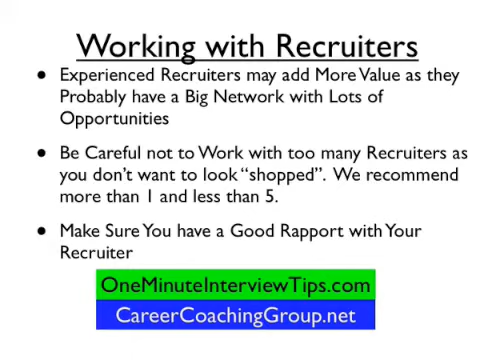 Working with Recruiters
• Experienced Recruiters may add More Value as they
Probably have a Big Network with Lots of
Opportunities
• Be Careful not to Work with too many Recruiters as
you don't want to look "shopped". We recommend
more than 1 and less than 5.
• Make Sure You have a Good Rapport with Your
Recruiter
OneMinuteInterviewTips.com
CareerCoachingGroup.net